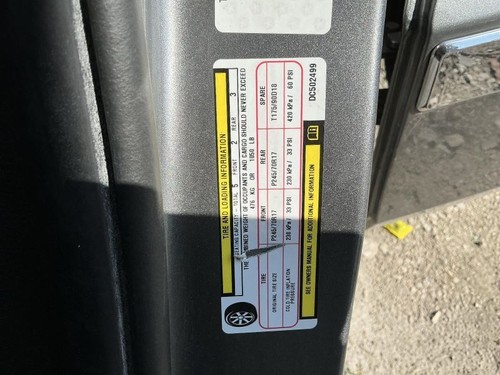 TIRE AND LOADING INFORMATION
SEATING CAPACITY TOTAL 5 FRONT 2 REAR 3
THE COMBINED WEIGHT OF OCCUPANTS AND CARGO SHOULD NEVER EXCEED
476 KG OR 1050 LB
TIRE FRONT REAR SPARE
ORIGINAL TIRE SIZE P245/70R17 P245/70R17 T175/90D18
COLD TIRE INFLATION PRESSURE 230 kPa / 33 PSI 230 kPa / 33 PSI 420 kPa / 60 PSI
SEE OWNERS MANUAL FOR ADDITIONAL INFORMATION
DC502499